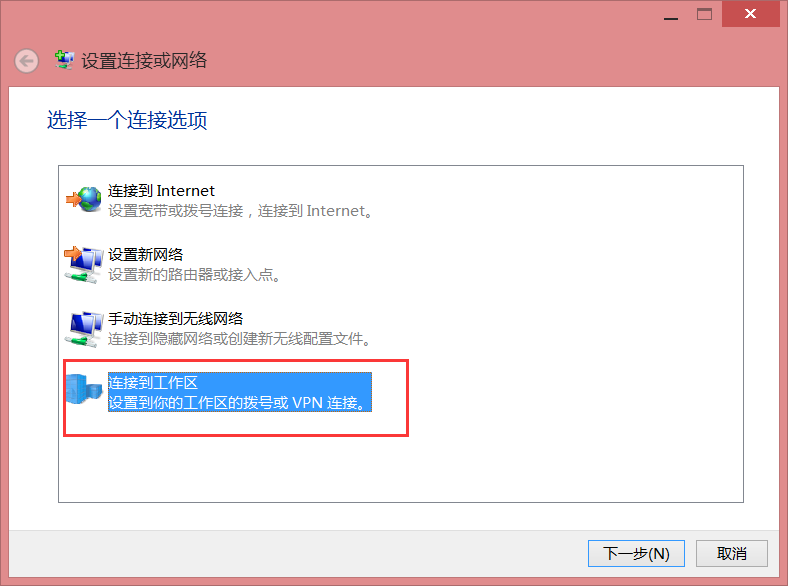 设置连接或网络
选择一个连接选项
连接到 Internet
设置宽带或拨号连接，连接到 Internet。
设置新网络
设置新的路由器或接入点。
手动连接到无线网络
连接到隐藏网络或创建新无线配置文件。
连接到工作区
设置到你的工作区的拨号或 VPN 连接。
下一步(N)
取消